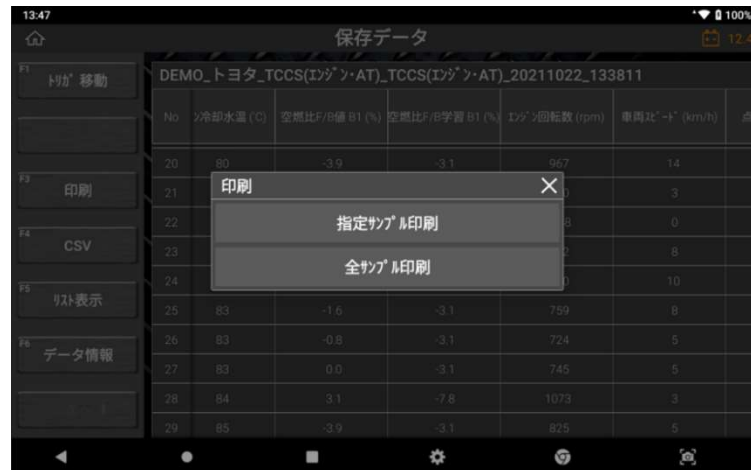 13:47
100%
保存データ
12.4
F1
トリガ移動
DEMO_トヨタ_TCCS(エンジン・AT)_TCCS(エンジン・AT)_20211022_133811
No ン冷却水温(℃) 空燃比F/B値 B1 (%) 空燃比F/B学習 B1 (%) エンジン回転数 (rpm) 車両スピード (km/h)
20 80 -3.9 -3.1 967 14
F3
印刷
21 3
22 0
F4
CSV
23 8
24 10
F5
リスト表示
印刷
指定サンプル印刷
全サンプル印刷
25 83 -1.6 -3.1 759 8
26 83 -0.8 -3.1 724 5
F6
データ情報
27 83 0.0 -3.1 745 5
28 84 3.1 -7.8 1073 3
29 85 -3.9 -3.1 825 5